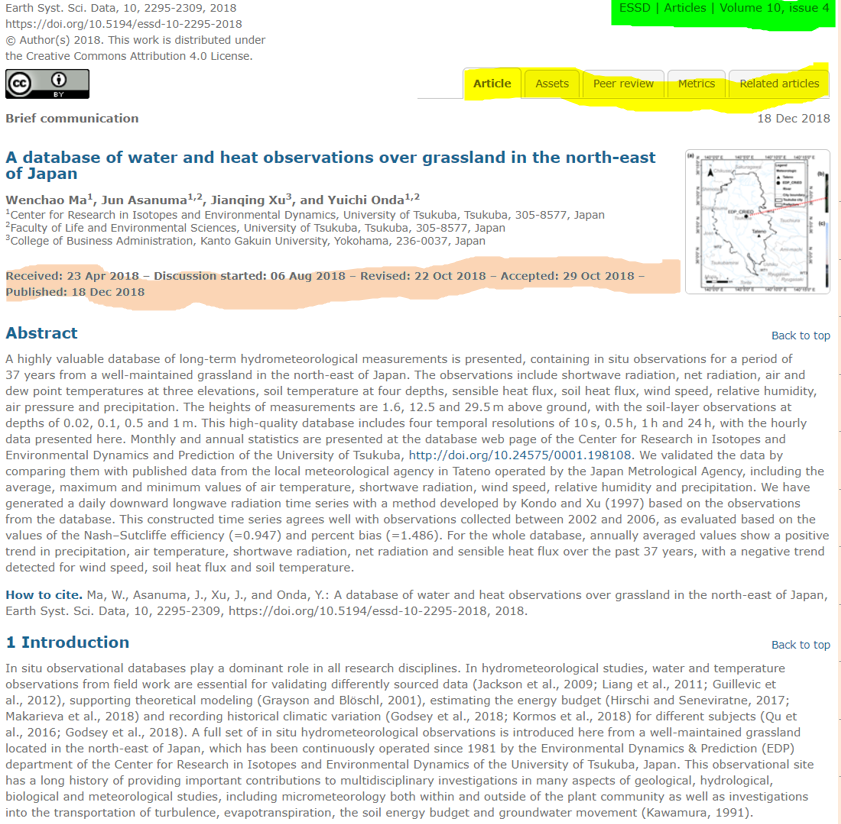 Earth Syst. Sci. Data, 10, 2295-2309, 2018
https://doi.org/10.5194/essd-10-2295-2018
© Author(s) 2018. This work is distributed under
the Creative Commons Attribution 4.0 License.
ESSD | Articles | Volume 10, issue 4
cc BY
Article Assets Peer review Metrics Related articles
Brief communication
18 Dec 2018
A database of water and heat observations over grassland in the north-east
of Japan
Wenchao Ma1, Jun Asanuma1,2, Jianqing Xu3, and Yuichi Onda1,2
1Center for Research in Isotopes and Environmental Dynamics, University of Tsukuba, Tsukuba, 305-8577, Japan
2Faculty of Life and Environmental Sciences, University of Tsukuba, Tsukuba, 305-8577, Japan
3College of Business Administration, Kanto Gakuin University, Yokohama, 236-0037, Japan
Received: 23 Apr 2018 – Discussion started: 06 Aug 2018 – Revised: 22 Oct 2018 – Accepted: 29 Oct 2018 –
Published: 18 Dec 2018
Abstract
Back to top
A highly valuable database of long-term hydrometeorological measurements is presented, containing in situ observations for a period of
37 years from a well-maintained grassland in the north-east of Japan. The observations include shortwave radiation, net radiation, air and
dew point temperatures at three elevations, soil temperature at four depths, sensible heat flux, soil heat flux, wind speed, relative humidity,
air pressure and precipitation. The heights of measurements are 1.6, 12.5 and 29.5 m above ground, with the soil-layer observations at
depths of 0.02, 0.1, 0.5 and 1 m. This high-quality database includes four temporal resolutions of 10 s, 0.5 h, 1 h and 24 h, with the hourly
data presented here. Monthly and annual statistics are presented at the database web page of the Center for Research in Isotopes and
Environmental Dynamics and Prediction of the University of Tsukuba, http://doi.org/10.24575/0001.198108. We validated the data by
comparing them with published data from the local meteorological agency in Tateno operated by the Japan Metrological Agency, including the
average, maximum and minimum values of air temperature, shortwave radiation, wind speed, relative humidity and precipitation. We have
generated a daily downward longwave radiation time series with a method developed by Kondo and Xu (1997) based on the observations
from the database. This constructed time series agrees well with observations collected between 2002 and 2006, as evaluated based on the
values of the Nash–Sutcliffe efficiency (=0.947) and percent bias (=1.486). For the whole database, annually averaged values show a positive
trend in precipitation, air temperature, shortwave radiation, net radiation and sensible heat flux over the past 37 years, with a negative trend
detected for wind speed, soil heat flux and soil temperature.
How to cite. Ma, W., Asanuma, J., Xu, J., and Onda, Y.: A database of water and heat observations over grassland in the north-east of Japan,
Earth Syst. Sci. Data, 10, 2295-2309, https://doi.org/10.5194/essd-10-2295-2018, 2018.
1 Introduction
Back to top
In situ observational databases play a dominant role in all research disciplines. In hydrometeorological studies, water and temperature
observations from field work are essential for validating differently sourced data (Jackson et al., 2009; Liang et al., 2011; Guillevic et
al., 2012), supporting theoretical modeling (Grayson and Blöschl, 2001), estimating the energy budget (Hirschi and Seneviratne, 2017;
Makarieva et al., 2018) and recording historical climatic variation (Godsey et al., 2018; Kormos et al., 2018) for different subjects (Qu et
al., 2016; Godsey et al., 2018). A full set of in situ hydrometeorological observations is introduced here from a well-maintained grassland
located in the north-east of Japan, which has been continuously operated since 1981 by the Environmental Dynamics & Prediction (EDP)
department of the Center for Research in Isotopes and Environmental Dynamics of the University of Tsukuba, Japan. This observational site
has a long history of providing important contributions to multidisciplinary investigations in many aspects of geological, hydrological,
biological and meteorological studies, including micrometeorology both within and outside of the plant community as well as investigations
into the transportation of turbulence, evapotranspiration, the soil energy budget and groundwater movement (Kawamura, 1991).